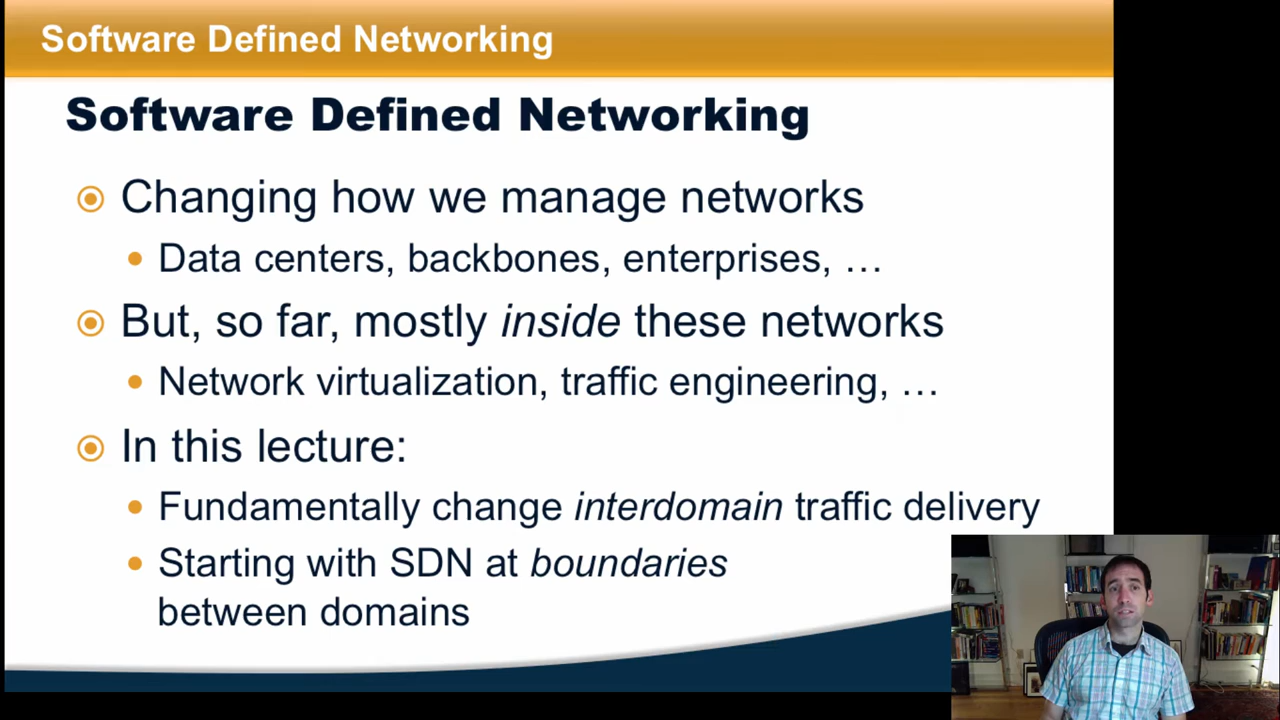 Software Defined Networking
Software Defined Networking
Changing how we manage networks
Data centers, backbones, enterprises, …
But, so far, mostly inside these networks
Network virtualization, traffic engineering, …
In this lecture:
Fundamentally change interdomain traffic delivery
Starting with SDN at boundaries
between domains